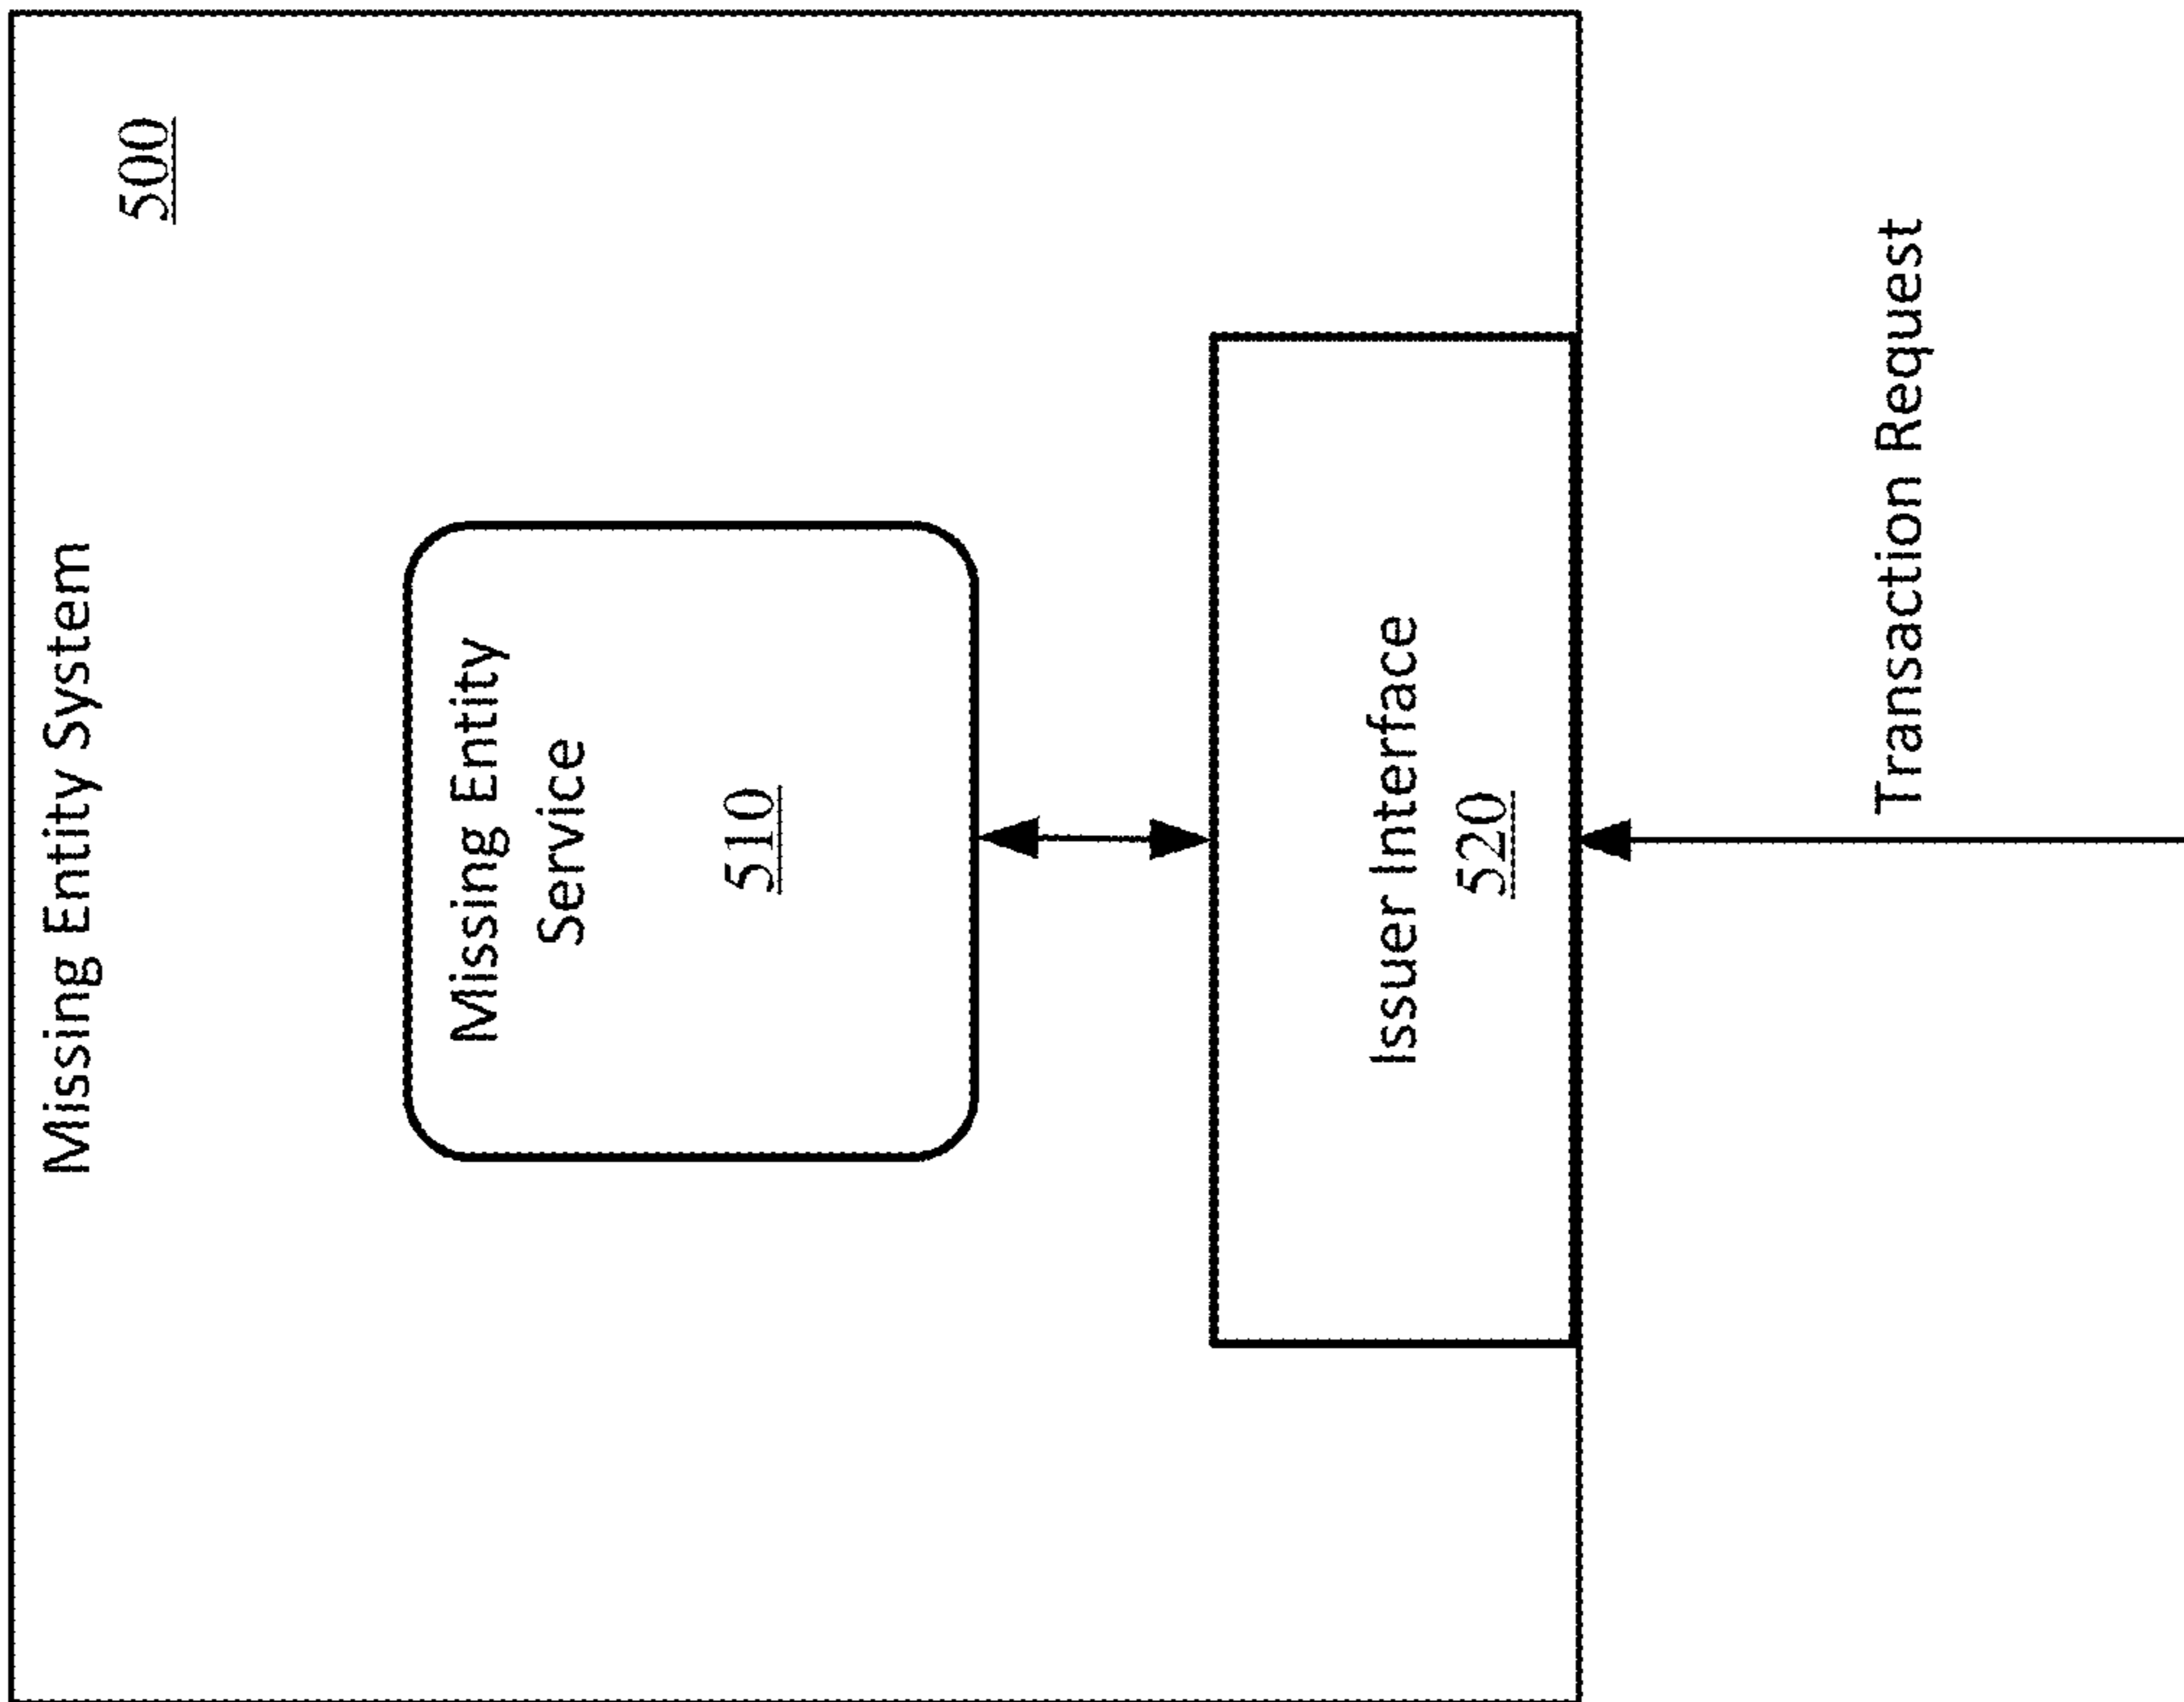 Missing Entity System
500
Missing Entity
Service
510
Issuer Interface
520
Transaction Request